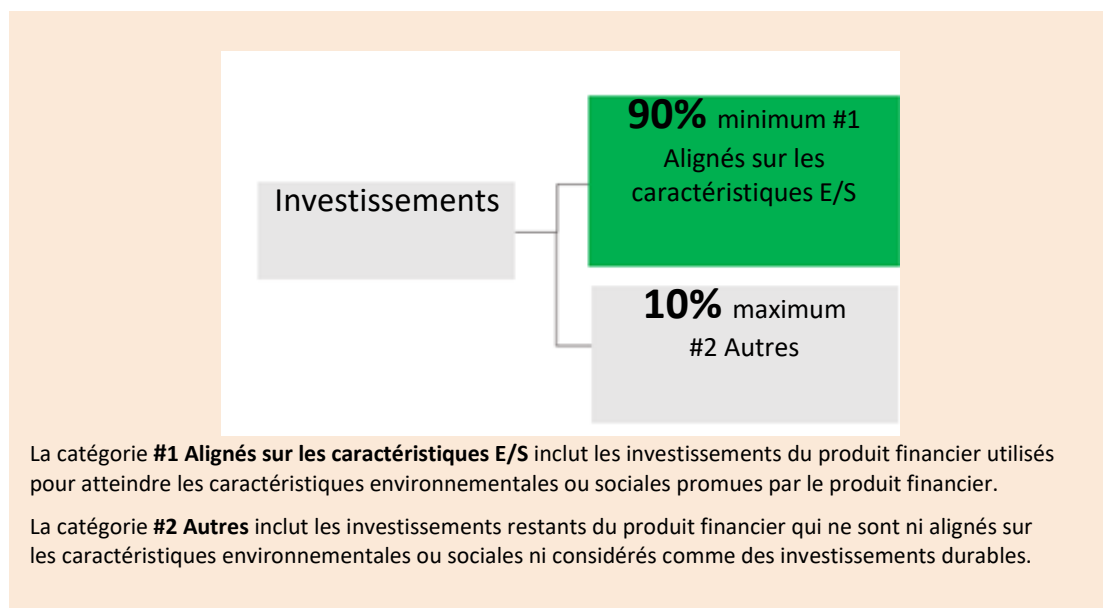 90% minimum #1
Alignés sur les
caractéristiques E/S
Investissements
10% maximum
#2 Autres
La catégorie #1 Alignés sur les caractéristiques E/S inclut les investissements du produit financier utilisés
pour atteindre les caractéristiques environnementales ou sociales promues par le produit financier.
La catégorie #2 Autres inclut les investissements restants du produit financier qui ne sont ni alignés sur
les caractéristiques environnementales ou sociales ni considérés comme des investissements durables.